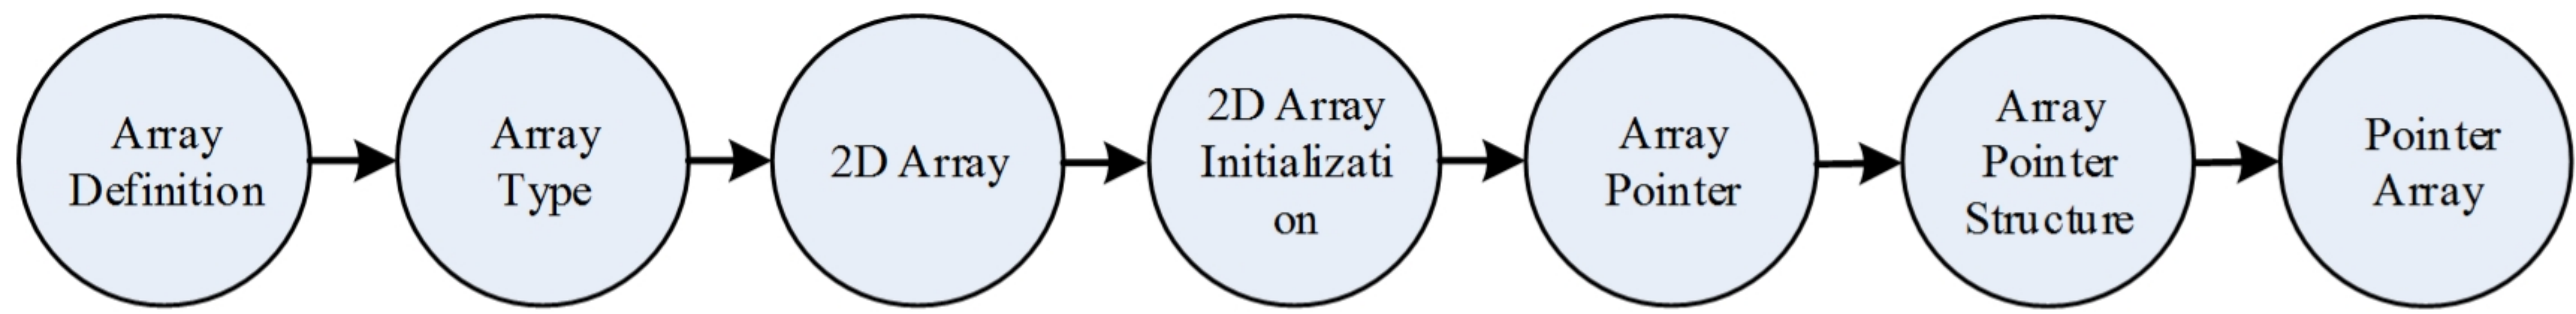 Array
Definition
Array
Type
2D Array
2D Array
Initializati
on
Array
Pointer
Array
Pointer
Structure
Pointer
Array